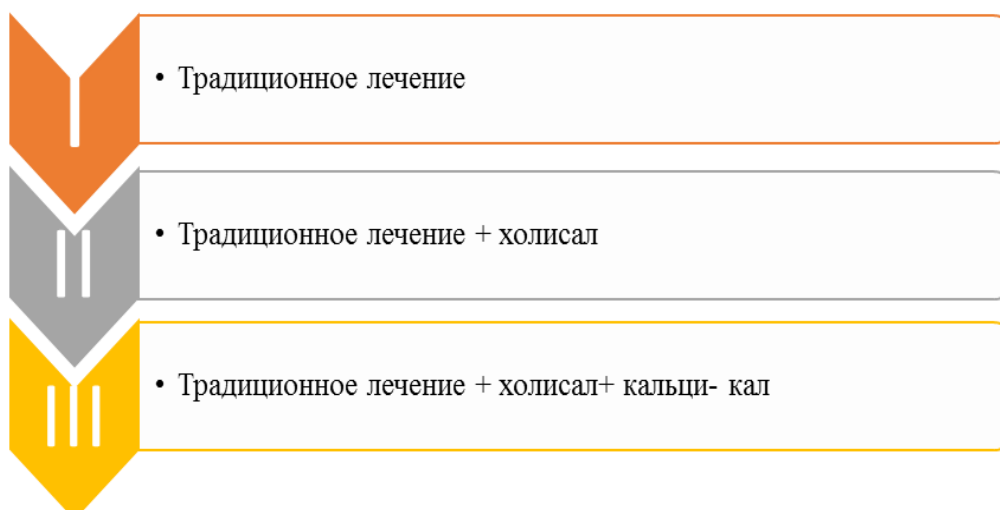 I
• Традиционное лечение
II
• Традиционное лечение + холисал
III
• Традиционное лечение + холисал+ кальци- кал